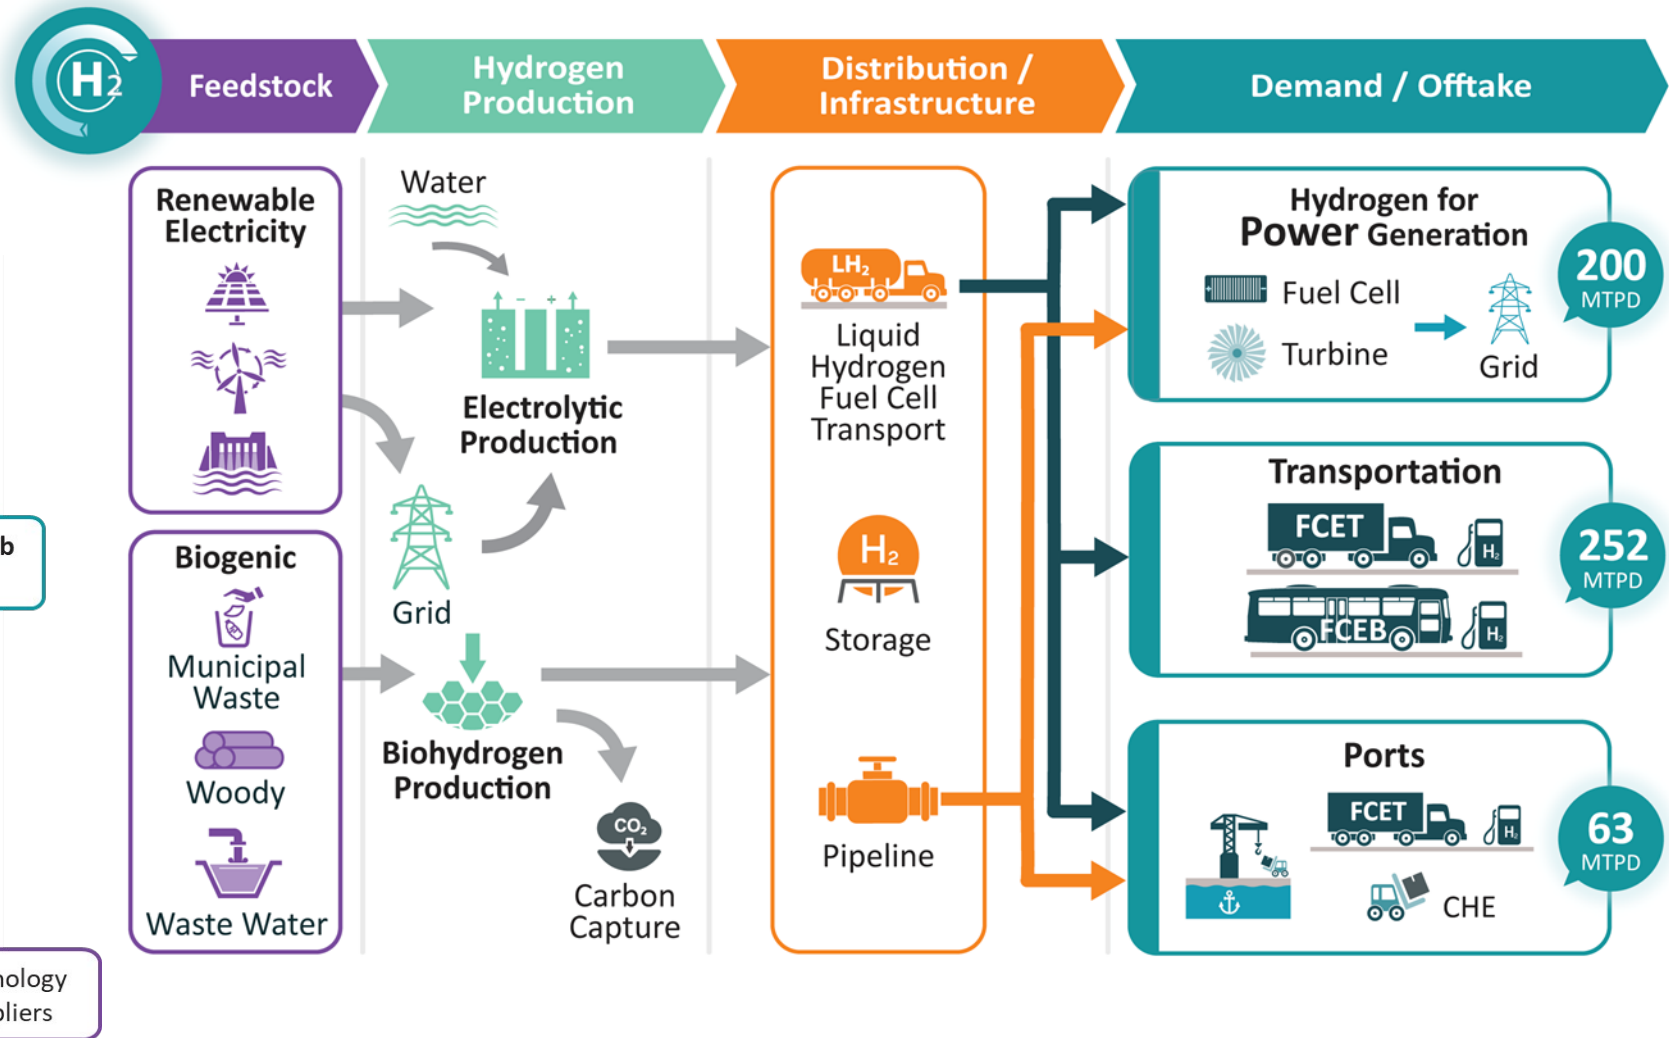 H2
Feedstock
Hydrogen
Production
Distribution /
Infrastructure
Demand / Offtake
Renewable
Electricity
Biogenic
Municipal
Waste
Woody
Waste Water
Water
- +
Electrolytic
Production
Grid
Biohydrogen
Production
CO₂
Carbon
Capture
LH₂
Liquid
Hydrogen
Fuel Cell
Transport
H₂
Storage
Pipeline
Hydrogen for
Power Generation
Fuel Cell
Turbine
Grid
200
MTPD
Transportation
FCET
H₂
FCEB
H₂
252
MTPD
Ports
FCET
H₂
CHE
63
MTPD
b
nology
pliers